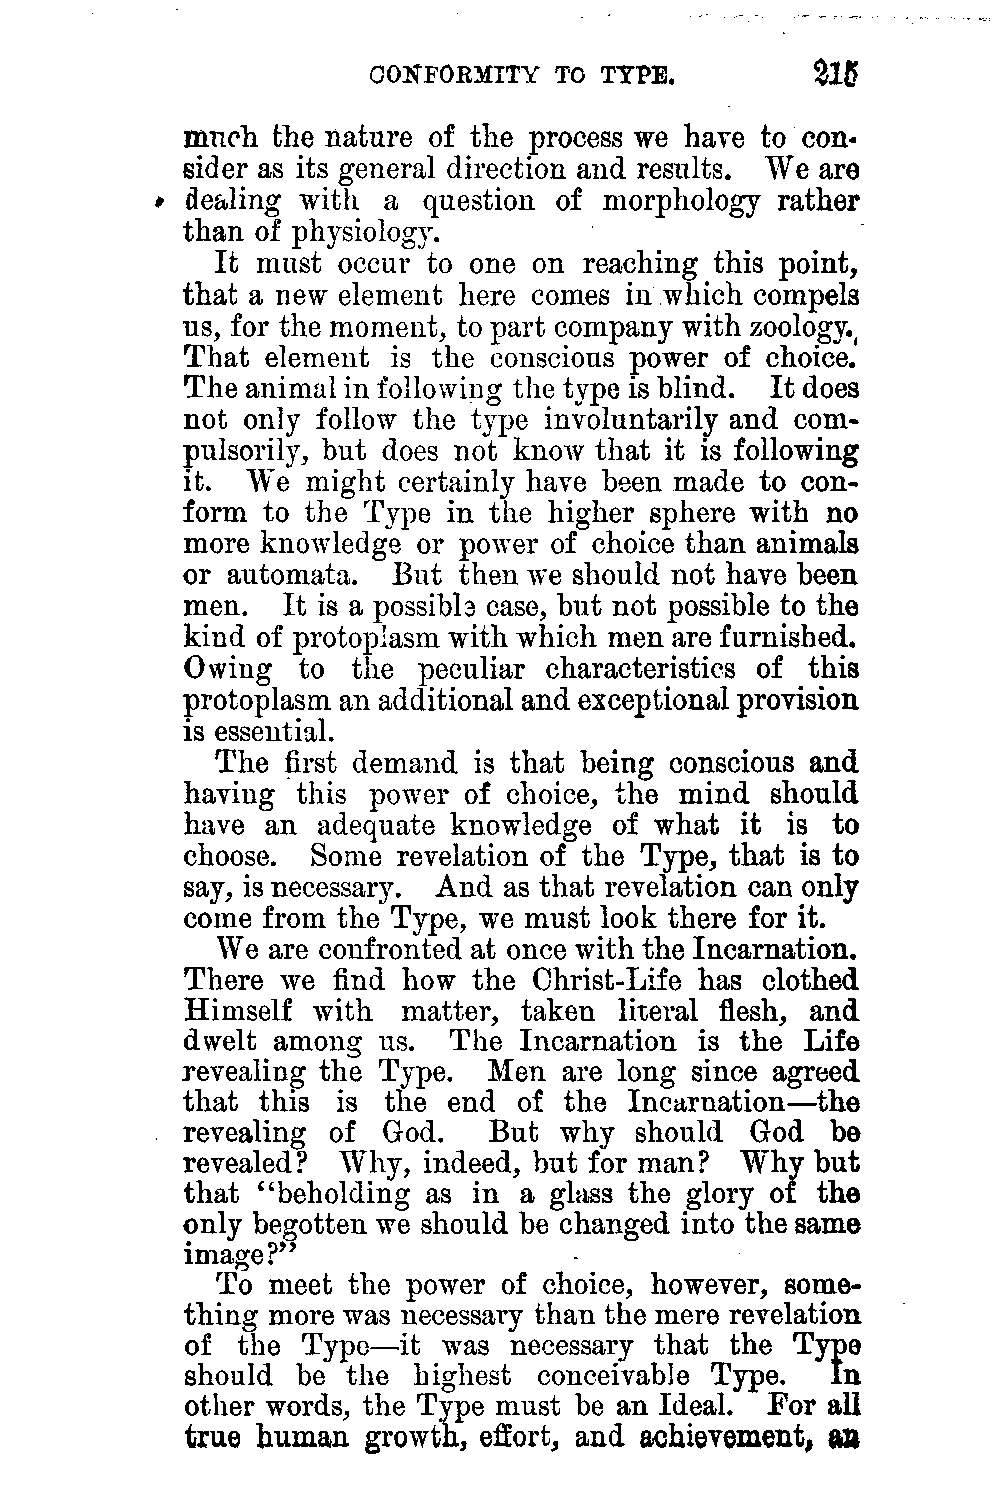 CONFORMITY TO TYPE. 215
much the nature of the process we have to con-
sider as its general direction and results. We are
dealing with a question of morphology rather
than of physiology.
It must occur to one on reaching this point,
that a new element here comes in which compels
us, for the moment, to part company with zoology.
That element is the conscious power of choice.
The animal in following the type is blind. It does
not only follow the type involuntarily and com-
pulsorily, but does not know that it is following
it. We might certainly have been made to con-
form to the Type in the higher sphere with no
more knowledge or power of choice than animals
or automata. But then we should not have been
men. It is a possible case, but not possible to the
kind of protoplasm with which men are furnished.
Owing to the peculiar characteristics of this
protoplasm an additional and exceptional provision
is essential.
The first demand is that being conscious and
having this power of choice, the mind should
have an adequate knowledge of what it is to
choose. Some revelation of the Type, that is to
say, is necessary. And as that revelation can only
come from the Type, we must look there for it.
We are confronted at once with the Incarnation.
There we find how the Christ-Life has clothed
Himself with matter, taken literal flesh, and
dwelt among us. The Incarnation is the Life
revealing the Type. Men are long since agreed
that this is the end of the Incarnation—the
revealing of God. But why should God be
revealed? Why, indeed, but for man? Why but
that “beholding as in a glass the glory of the
only begotten we should be changed into the same
image?”
To meet the power of choice, however, some-
thing more was necessary than the mere revelation
of the Type—it was necessary that the Type
should be the highest conceivable Type. In
other words, the Type must be an Ideal. For all
true human growth, effort, and achievement, an